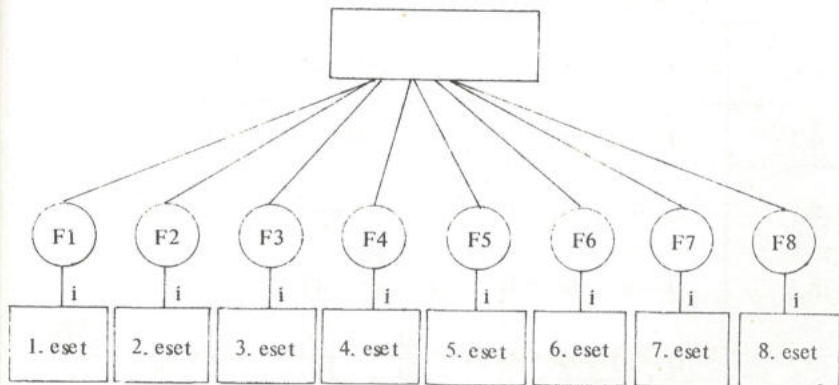 F1 F2 F3 F4 F5 F6 F7 F8
i i i i i i i i
1. eset 2. eset 3. eset 4. eset 5. eset 6. eset 7. eset 8. eset